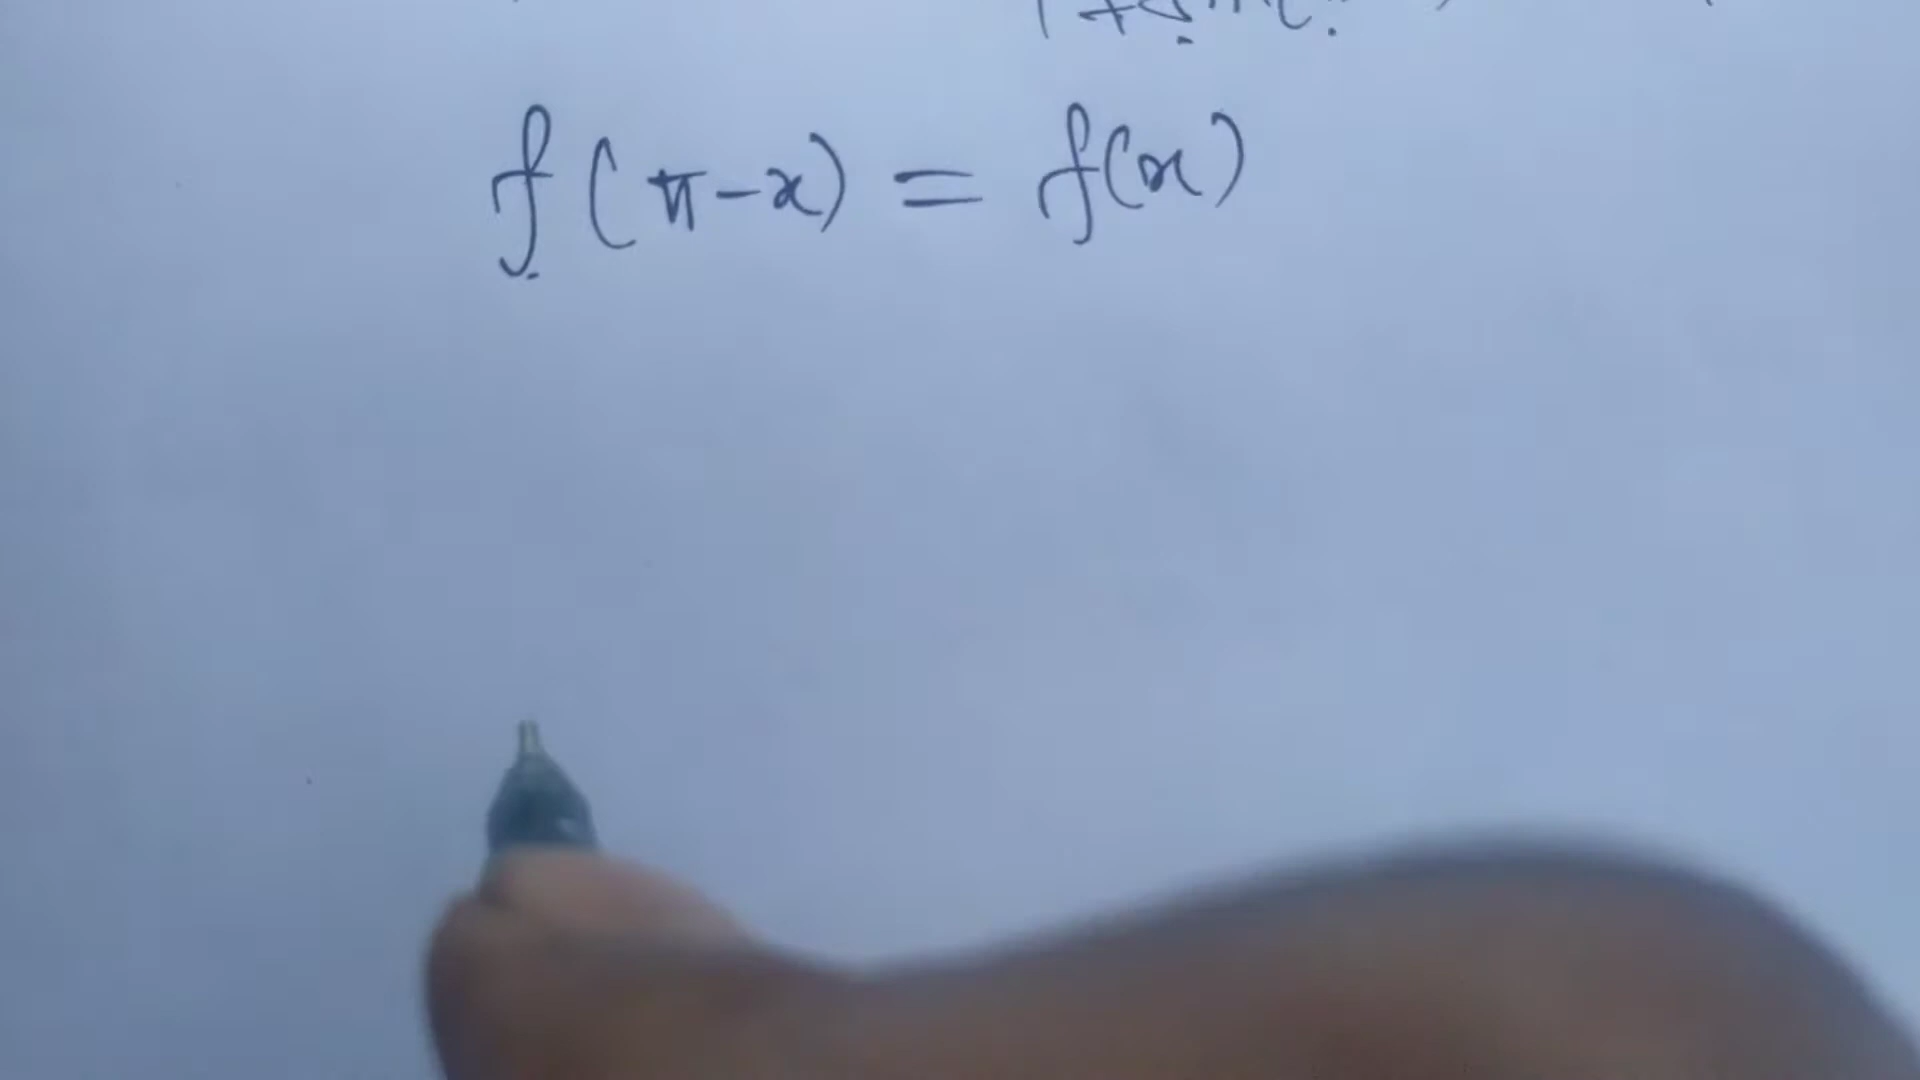 f(π-x) = f(x)